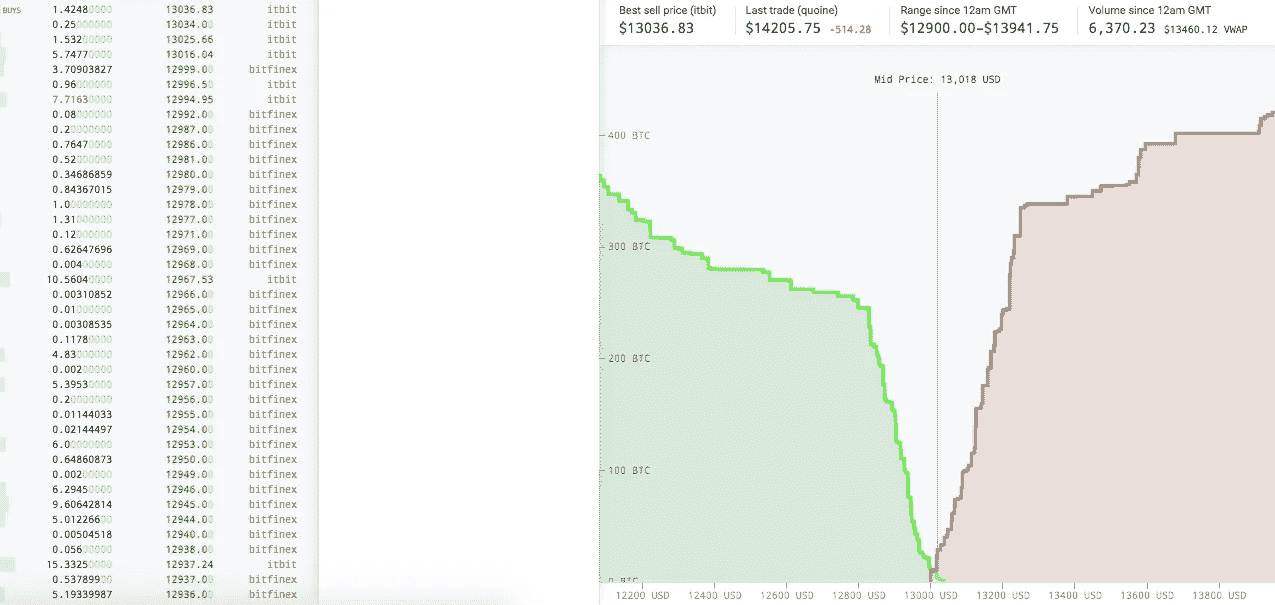 BUYS
1.42480000 13036.83 itbit
0.25000000 13034.00 itbit
1.53200000 13025.66 itbit
5.74770000 13016.04 itbit
3.70903827 12999.00 bitfinex
0.96000000 12996.50 itbit
7.71630000 12994.95 itbit
0.08000000 12992.00 bitfinex
0.20000000 12987.00 bitfinex
0.76470000 12986.00 bitfinex
0.52000000 12981.00 bitfinex
0.34686859 12980.00 bitfinex
0.84367015 12979.00 bitfinex
1.00000000 12978.00 bitfinex
1.31000000 12977.00 bitfinex
0.12000000 12971.00 bitfinex
0.62647696 12969.00 bitfinex
0.00400000 12968.00 bitfinex
10.56040000 12967.53 itbit
0.00310852 12966.00 bitfinex
0.01000000 12965.00 bitfinex
0.00308535 12964.00 bitfinex
0.11780000 12963.00 bitfinex
4.83000000 12962.00 bitfinex
0.00200000 12960.00 bitfinex
5.39530000 12957.00 bitfinex
0.20000000 12956.00 bitfinex
0.01144033 12955.00 bitfinex
0.02144497 12954.00 bitfinex
6.00000000 12953.00 bitfinex
0.64860873 12950.00 bitfinex
0.00200000 12949.00 bitfinex
6.29450000 12946.00 bitfinex
9.60642814 12945.00 bitfinex
5.01226600 12944.00 bitfinex
0.00504518 12940.00 bitfinex
0.05600000 12938.00 bitfinex
15.33250000 12937.24 itbit
0.53789900 12937.00 bitfinex
5.19339987 12936.00 bitfinex
Best sell price (itbit)
$13036.83
Last trade (quoine)
$14205.75 -514.28
Range since 12am GMT
$12900.00-$13941.75
Volume since 12am GMT
6,370.23 $13460.12 VWAP
Mid Price: 13,018 USD
400 BTC
300 BTC
200 BTC
100 BTC
0 BTC
12200 USD 12400 USD 12600 USD 12800 USD 13000 USD 13200 USD 13400 USD 13600 USD 13800 USD